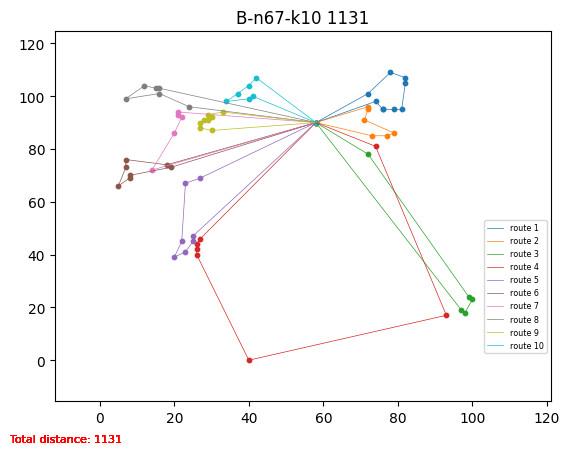 B-n67-k10 1131
120
100
80
60
40
20
0
route 1
route 2
route 3
route 4
route 5
route 6
route 7
route 8
route 9
route 10
0 20 40 60 80 100 120
Total distance: 1131